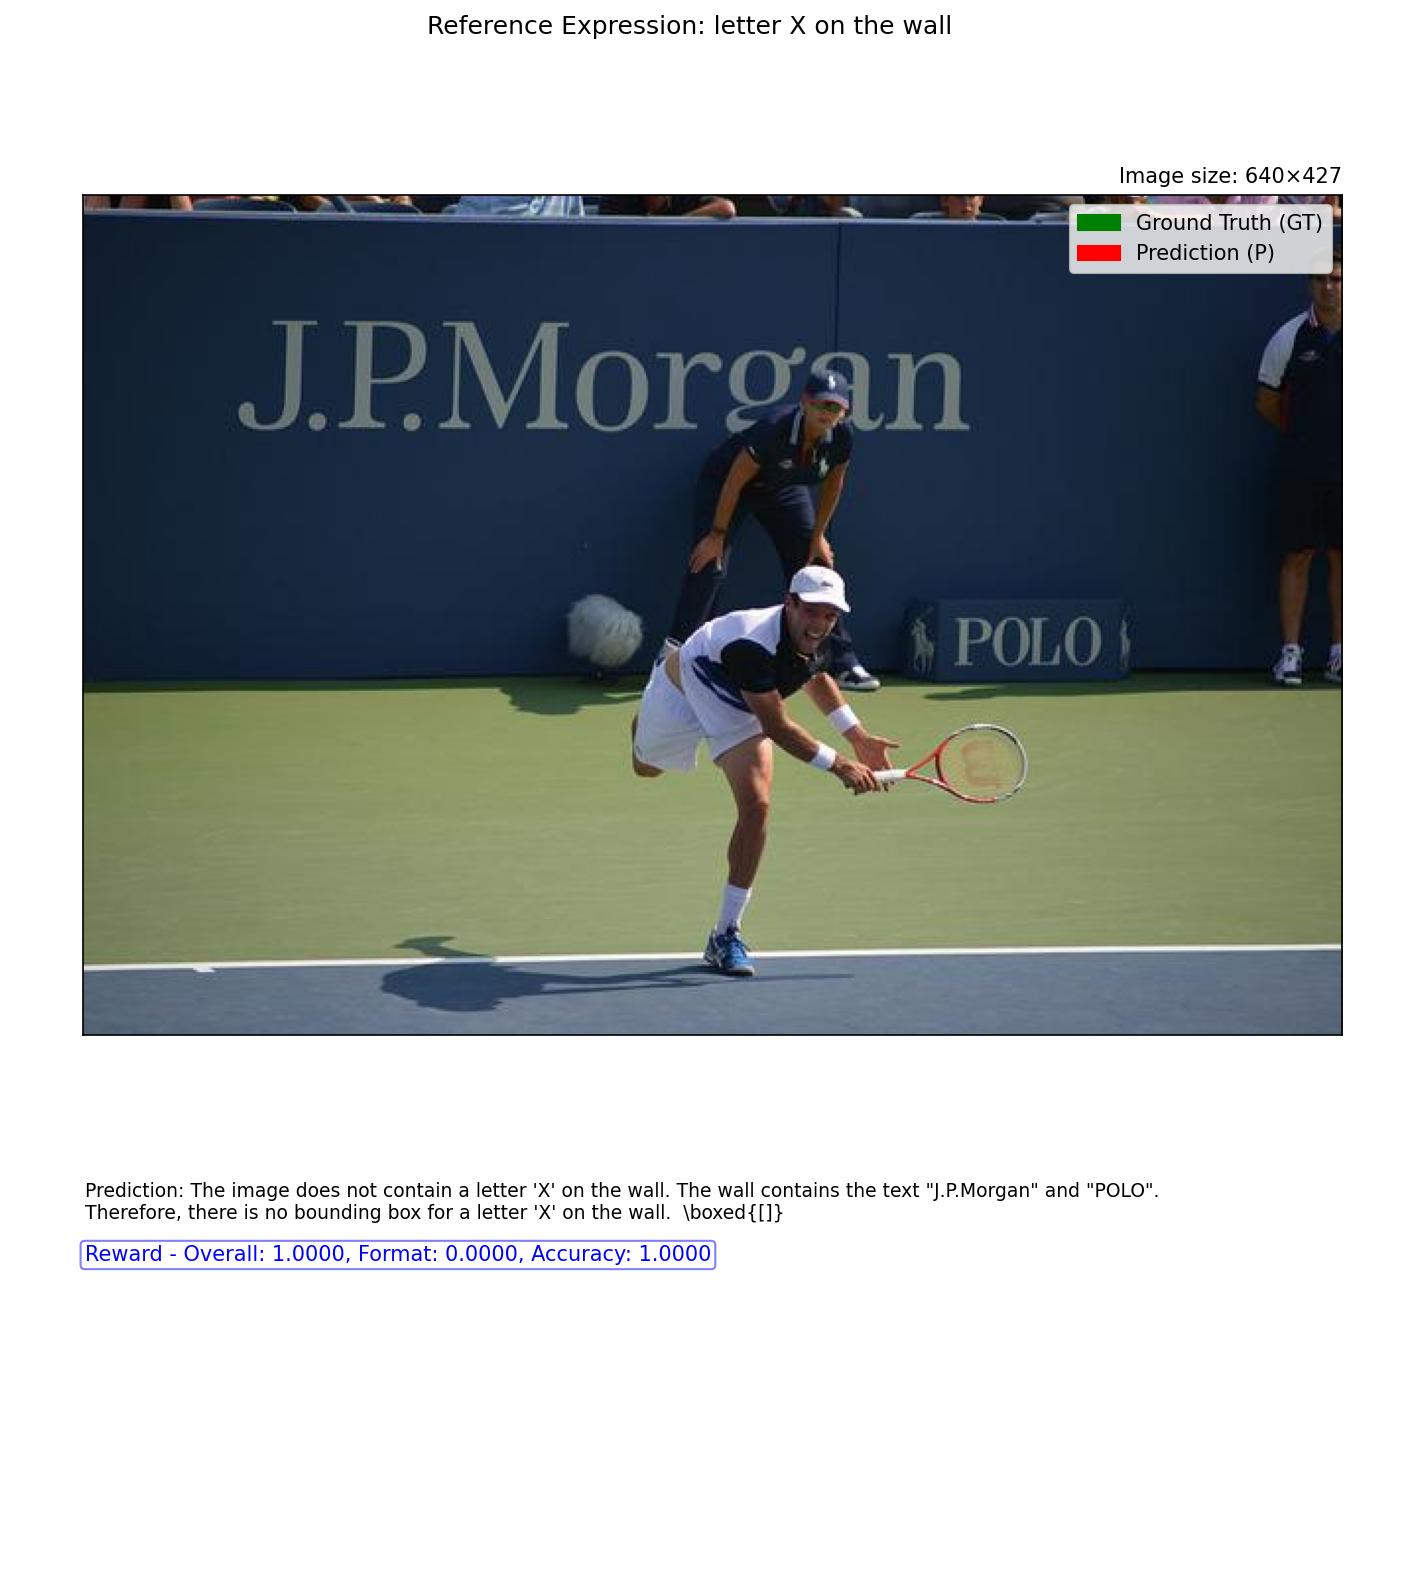 Reference Expression: letter X on the wall
Image size: 640×427
Ground Truth (GT)
Prediction (P)
J.P.Morgan
POLO
Prediction: The image does not contain a letter 'X' on the wall. The wall contains the text "J.P.Morgan" and "POLO".
Therefore, there is no bounding box for a letter 'X' on the wall.  \boxed{[]}
Reward - Overall: 1.0000, Format: 0.0000, Accuracy: 1.0000